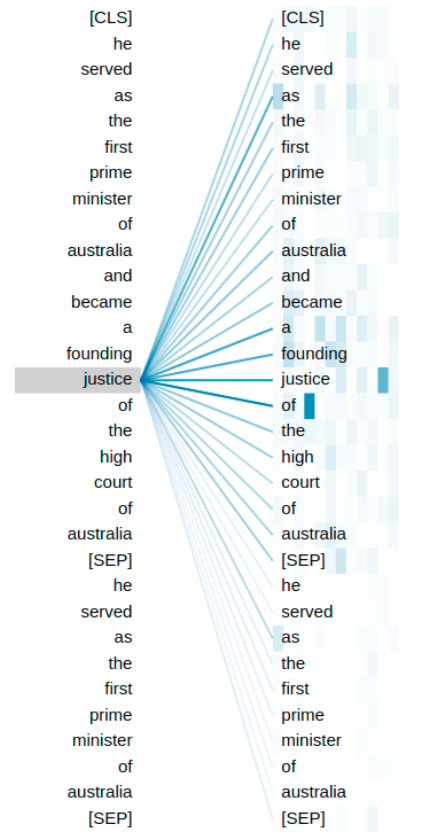 [CLS] [CLS]
he he
served served
as as
the the
first first
prime prime
minister minister
of of
australia australia
and and
became became
a a
founding founding
justice justice
of of
the the
high high
court court
of of
australia australia
[SEP] [SEP]
he he
served served
as as
the the
first first
prime prime
minister minister
of of
australia australia
[SEP] [SEP]